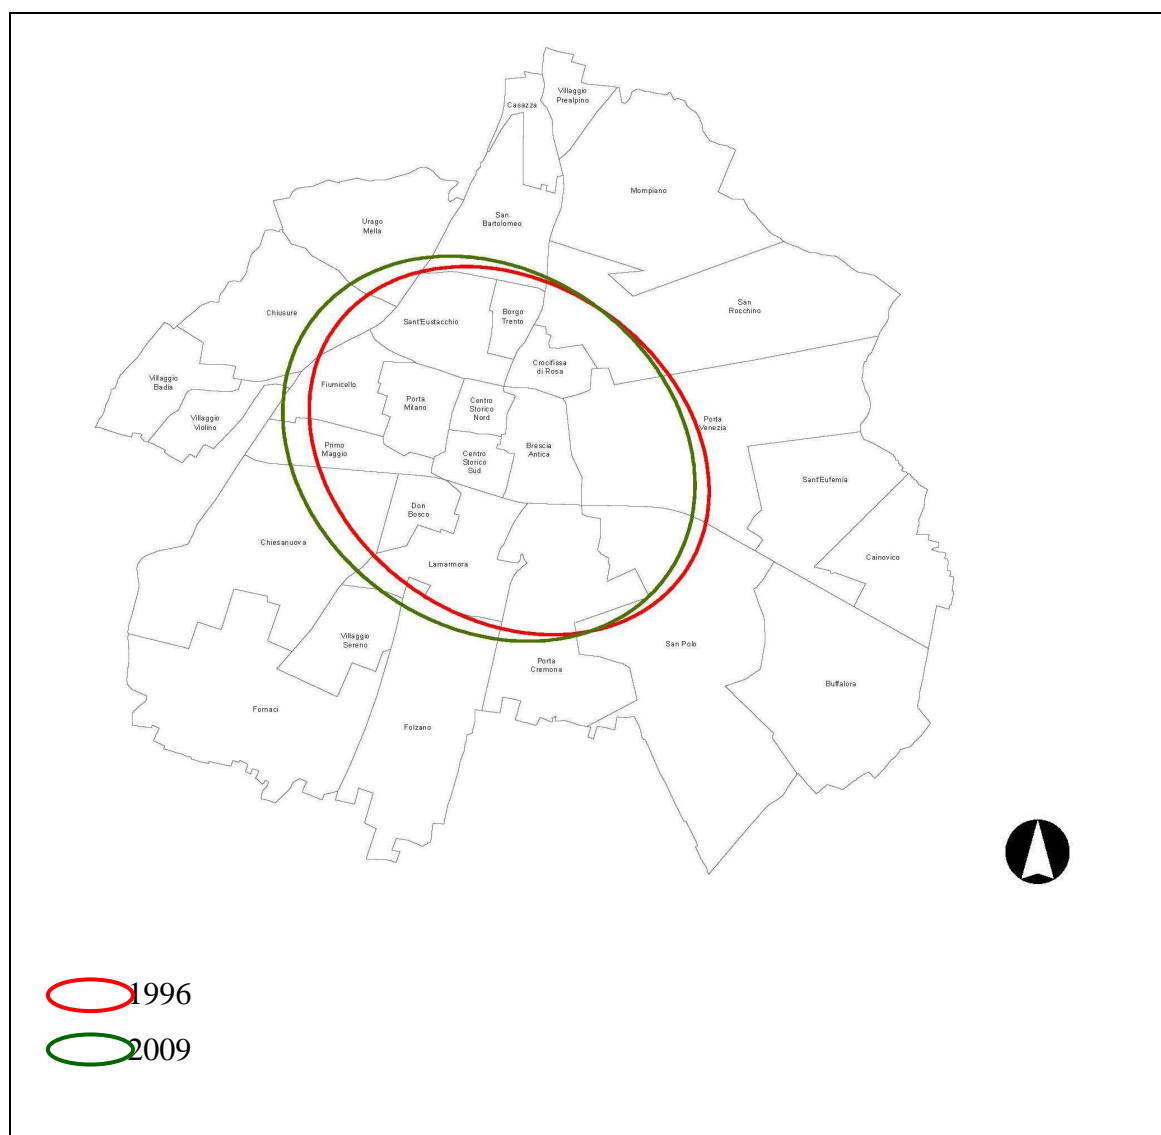 Villaggio
Prealpino
Casazza
Mompiano
San
Bartolomeo
Urago
Mella
San
Rocchino
Chiusure
Borgo
Trento
Sant'Eustacchio
Crocifissa
di Rosa
Villaggio
Badia
Fiumicello
Porta
Milano
Centro
Storico
Nord
Villaggio
Violino
Porta
Venezia
Primo
Maggio
Brescia
Antica
Centro
Storico
Sud
Sant'Eufemia
Don
Bosco
Chiesanuova
Cainovico
Lamarmora
Villaggio
Sereno
San Polo
Porta
Cremona
Buffalora
Fornaci
Folzano
1996
2009